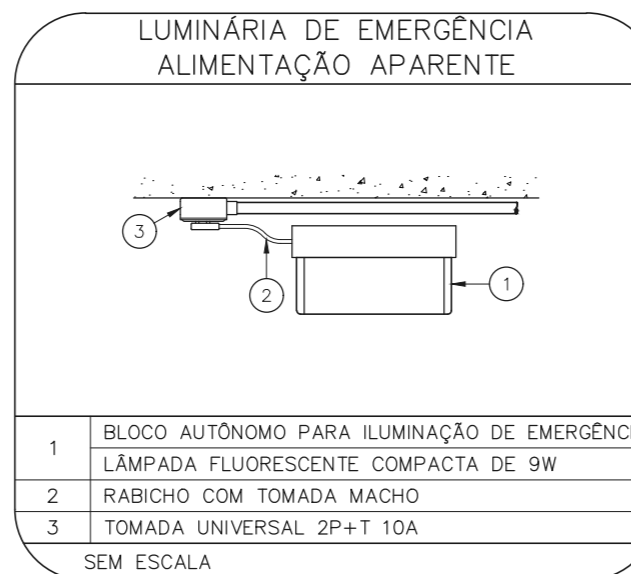 LUMINÁRIA DE EMERGÊNCIA
ALIMENTAÇÃO APARENTE
3
2
1
1 BLOCO AUTÔNOMO PARA ILUMINAÇÃO DE EMERGÊNCI
LÂMPADA FLUORESCENTE COMPACTA DE 9W
2 RABICHO COM TOMADA MACHO
3 TOMADA UNIVERSAL 2P+T 10A
SEM ESCALA